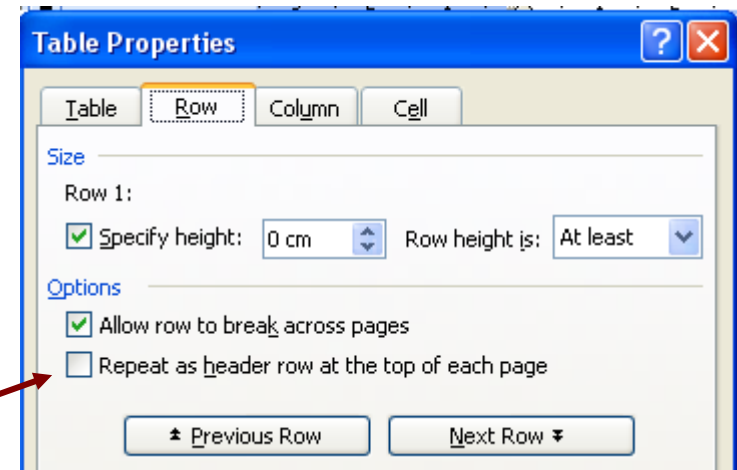 Table Properties
Table Row Column Cell
Size
Row 1:
Specify height: 0 cm Row height is: At least
Options
Allow row to break across pages
Repeat as header row at the top of each page
Previous Row Next Row